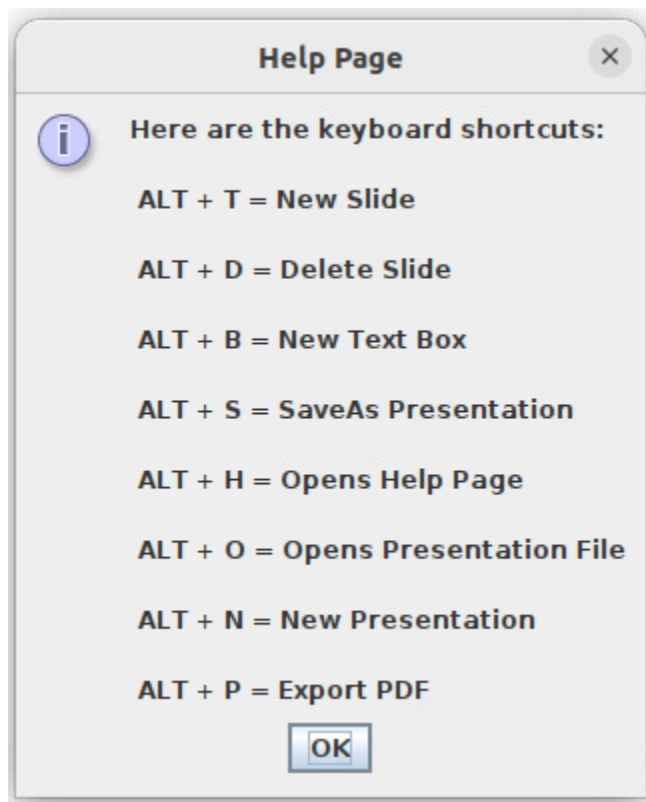 Help Page
Here are the keyboard shortcuts:
ALT + T = New Slide
ALT + D = Delete Slide
ALT + B = New Text Box
ALT + S = SaveAs Presentation
ALT + H = Opens Help Page
ALT + O = Opens Presentation File
ALT + N = New Presentation
ALT + P = Export PDF
OK